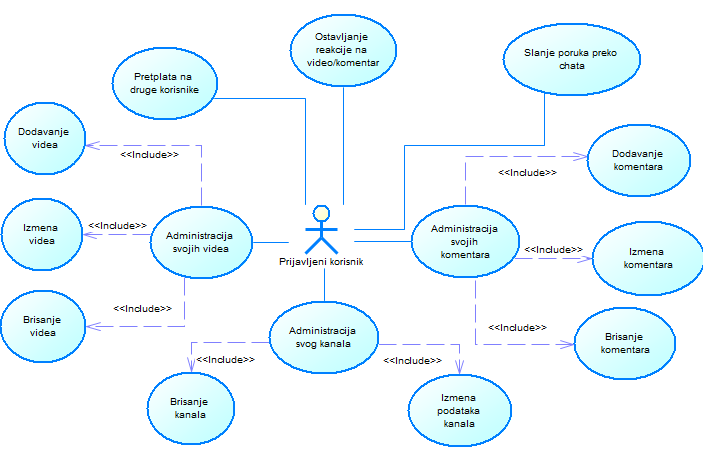 Ostavljanje
reakcije na
video/komentar
Slanje poruka preko
chata
Pretplata na
druge korisnike
Dodavanje
videa
<<Include>>
Dodavanje
komentara
<<Include>>
Izmena
videa
<<Include>>
Administracija
svojih videa
Prijavljeni korisnik
Administracija
svojih
komentara
<<Include>>
Izmena
komentara
Brisanje
videa
<<Include>>
Administracija
svog kanala
<<Include>>
Brisanje
komentara
<<Include>>
<<Include>>
Brisanje
kanala
Izmena
podataka
kanala